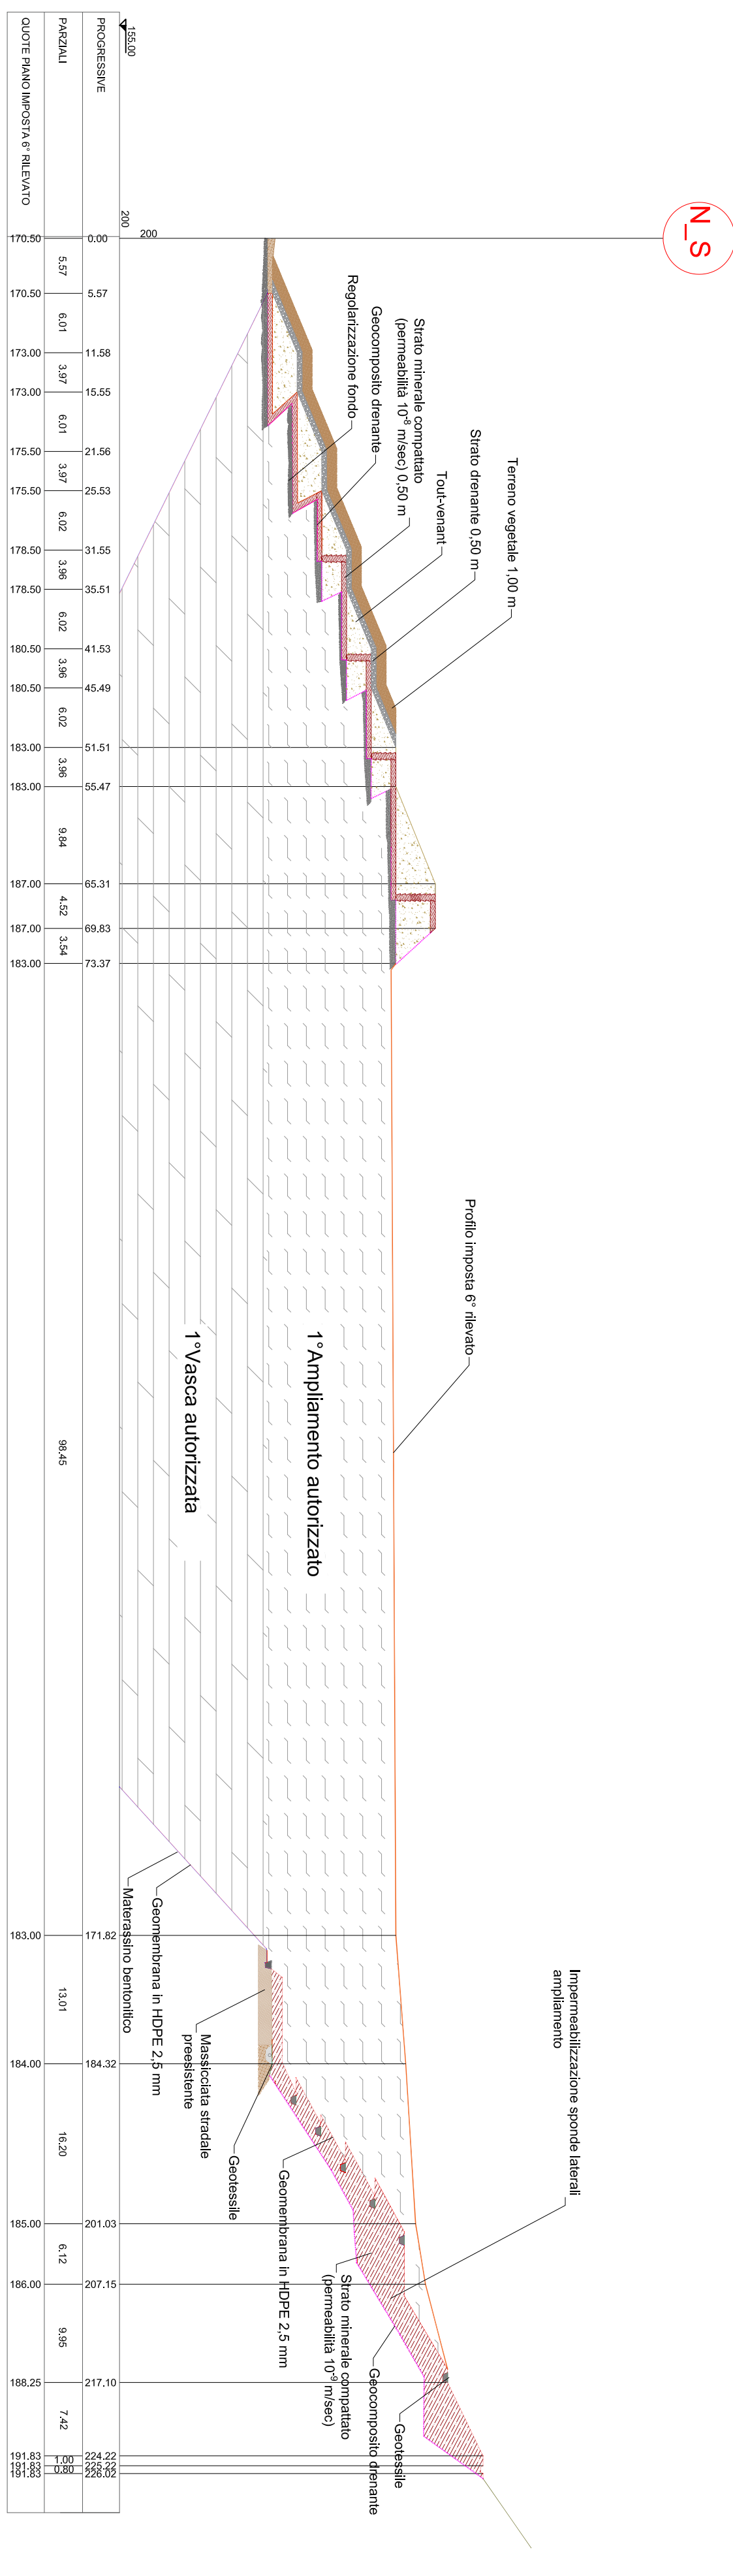 N_S
155.00
200
200
Terreno vegetale 1,00 m
Strato drenante 0,50 m
Tout-venant
Strato minerale compattato
(permeabilità 10⁻⁸ m/sec) 0,50 m
Geocomposito drenante
Regolarizzazione fondo
Profilo imposta 6° rilevato
1°Ampliamento autorizzato
1°Vasca autorizzata
Impermeabilizzazione sponde laterali
ampliamento
Materassino bentonitico
Geomembrana in HDPE 2,5 mm
Massicciata stradale
preesistente
Geotessile
Geomembrana in HDPE 2,5 mm
Strato minerale compattato
(permeabilità 10⁻⁹ m/sec)
Geocomposito drenante
Geotessile
PROGRESSIVE
0.00 5.57 11.58 15.55 21.56 25.53 31.55 35.51 41.53 45.49 51.51 55.47 65.31 69.83 73.37 171.82 184.32 201.03 207.15 217.10 224.22 225.22 226.02
PARZIALI
5.57 6.01 3.97 6.01 3.97 6.02 3.96 6.02 3.96 6.02 3.96 9.84 4.52 3.54 98.45 13.01 16.20 6.12 9.95 7.42 1.00 0.80
QUOTE PIANO IMPOSTA 6° RILEVATO
170.50 170.50 173.00 173.00 175.50 175.50 178.50 178.50 180.50 180.50 183.00 183.00 187.00 187.00 183.00 183.00 184.00 185.00 186.00 188.25 191.83 191.83 191.83